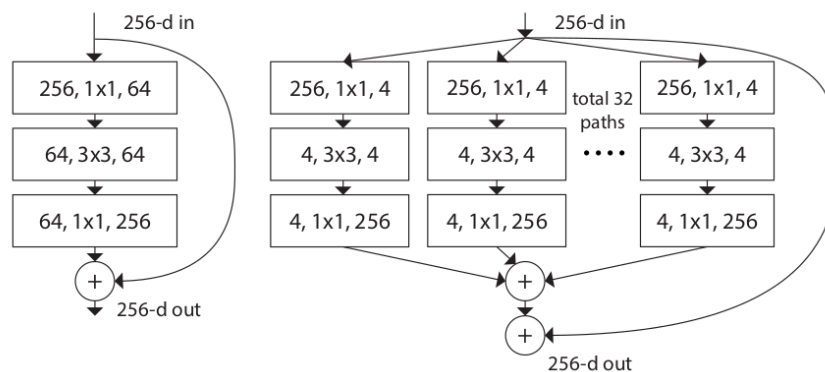 256-d in
256, 1x1, 64
64, 3x3, 64
64, 1x1, 256
+
256-d out
256-d in
256, 1x1, 4
256, 1x1, 4
total 32
paths
256, 1x1, 4
4, 3x3, 4
4, 3x3, 4
....
4, 3x3, 4
4, 1x1, 256
4, 1x1, 256
4, 1x1, 256
+
+
256-d out